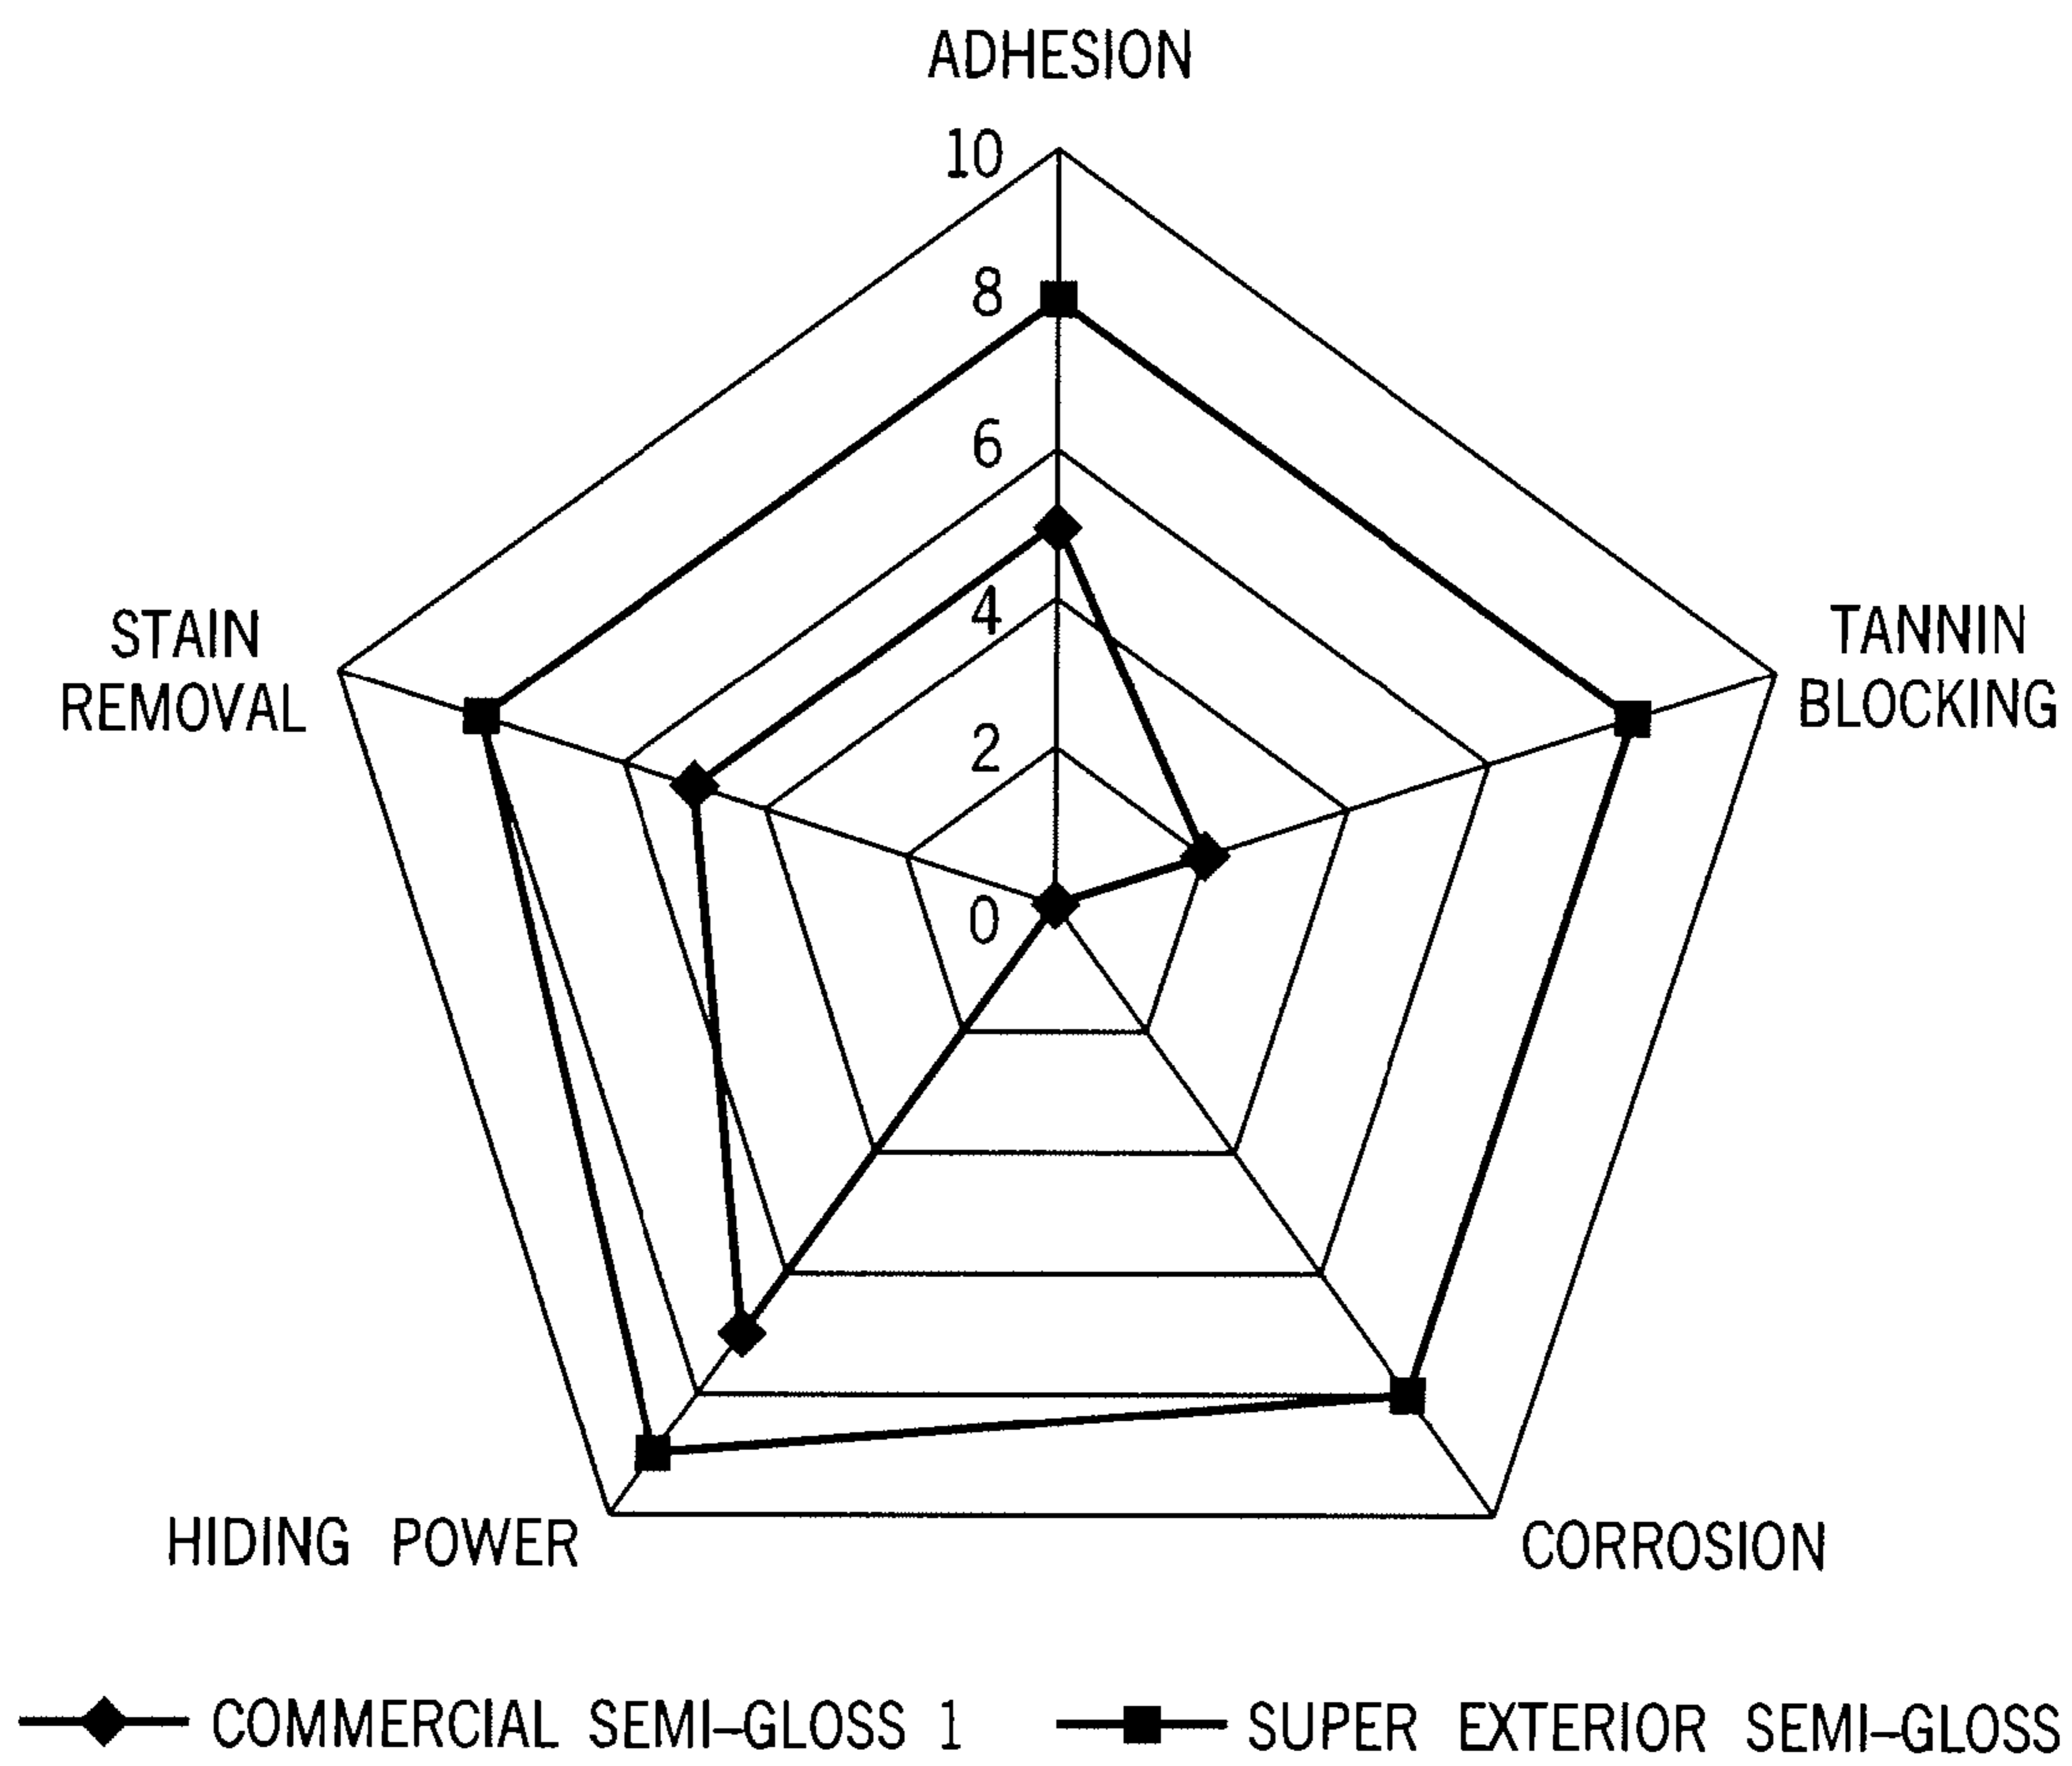 ADHESION
10
8
6
4
2
0
STAIN
REMOVAL
TANNIN
BLOCKING
HIDING POWER
CORROSION
COMMERCIAL SEMI-GLOSS 1
SUPER EXTERIOR SEMI-GLOSS